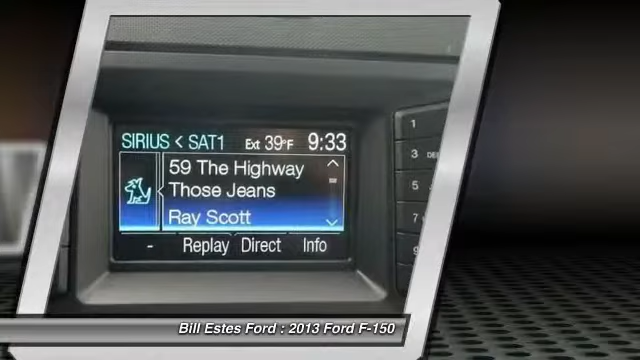 SIRIUS < SAT1 Ext 39°F 9:33
59 The Highway
Those Jeans
Ray Scott
- Replay Direct Info
1
3 DEF
5
7
9
Bill Estes Ford : 2013 Ford F-150